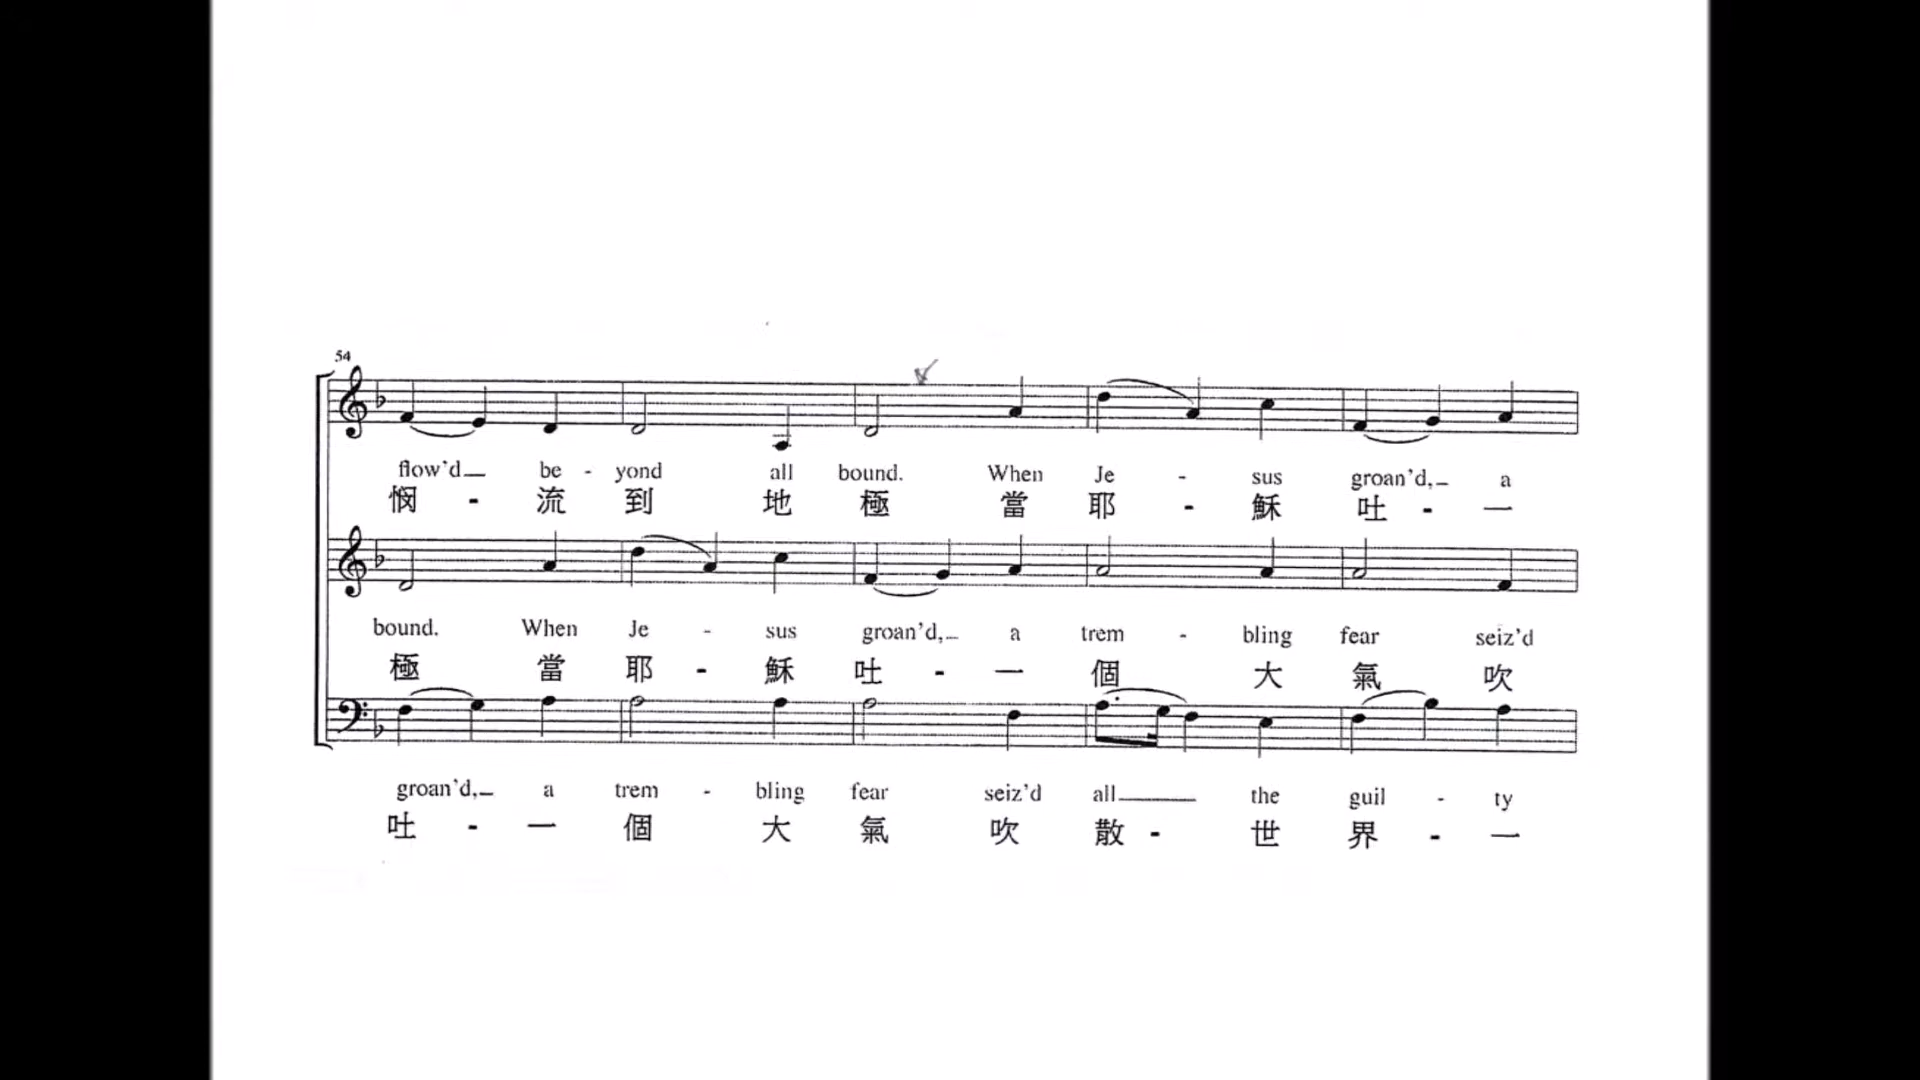 54
flow'd be - yond all bound. When Je - sus groan'd, a
悯 - 流 到 地 極 當 耶 - 穌 吐 - 一
bound. When Je - sus groan'd, a trem - bling fear seiz'd
極 當 耶 - 穌 吐 - 一 個 大 氣 吹
groan'd, a trem - bling fear seiz'd all the guil - ty
吐 - 一 個 大 氣 吹 散 - 世 界 - 一